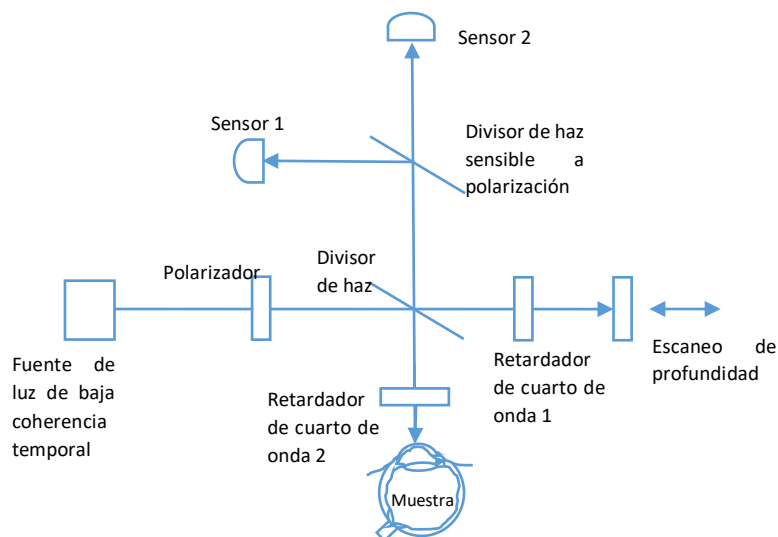 Sensor 2
Sensor 1
Divisor de haz
sensible a
polarización
Polarizador
Divisor
de haz
Fuente de
luz de baja
coherencia
temporal
Retardador
de cuarto de
onda 2
Retardador
de cuarto de
onda 1
Escaneo de
profundidad
Muestra